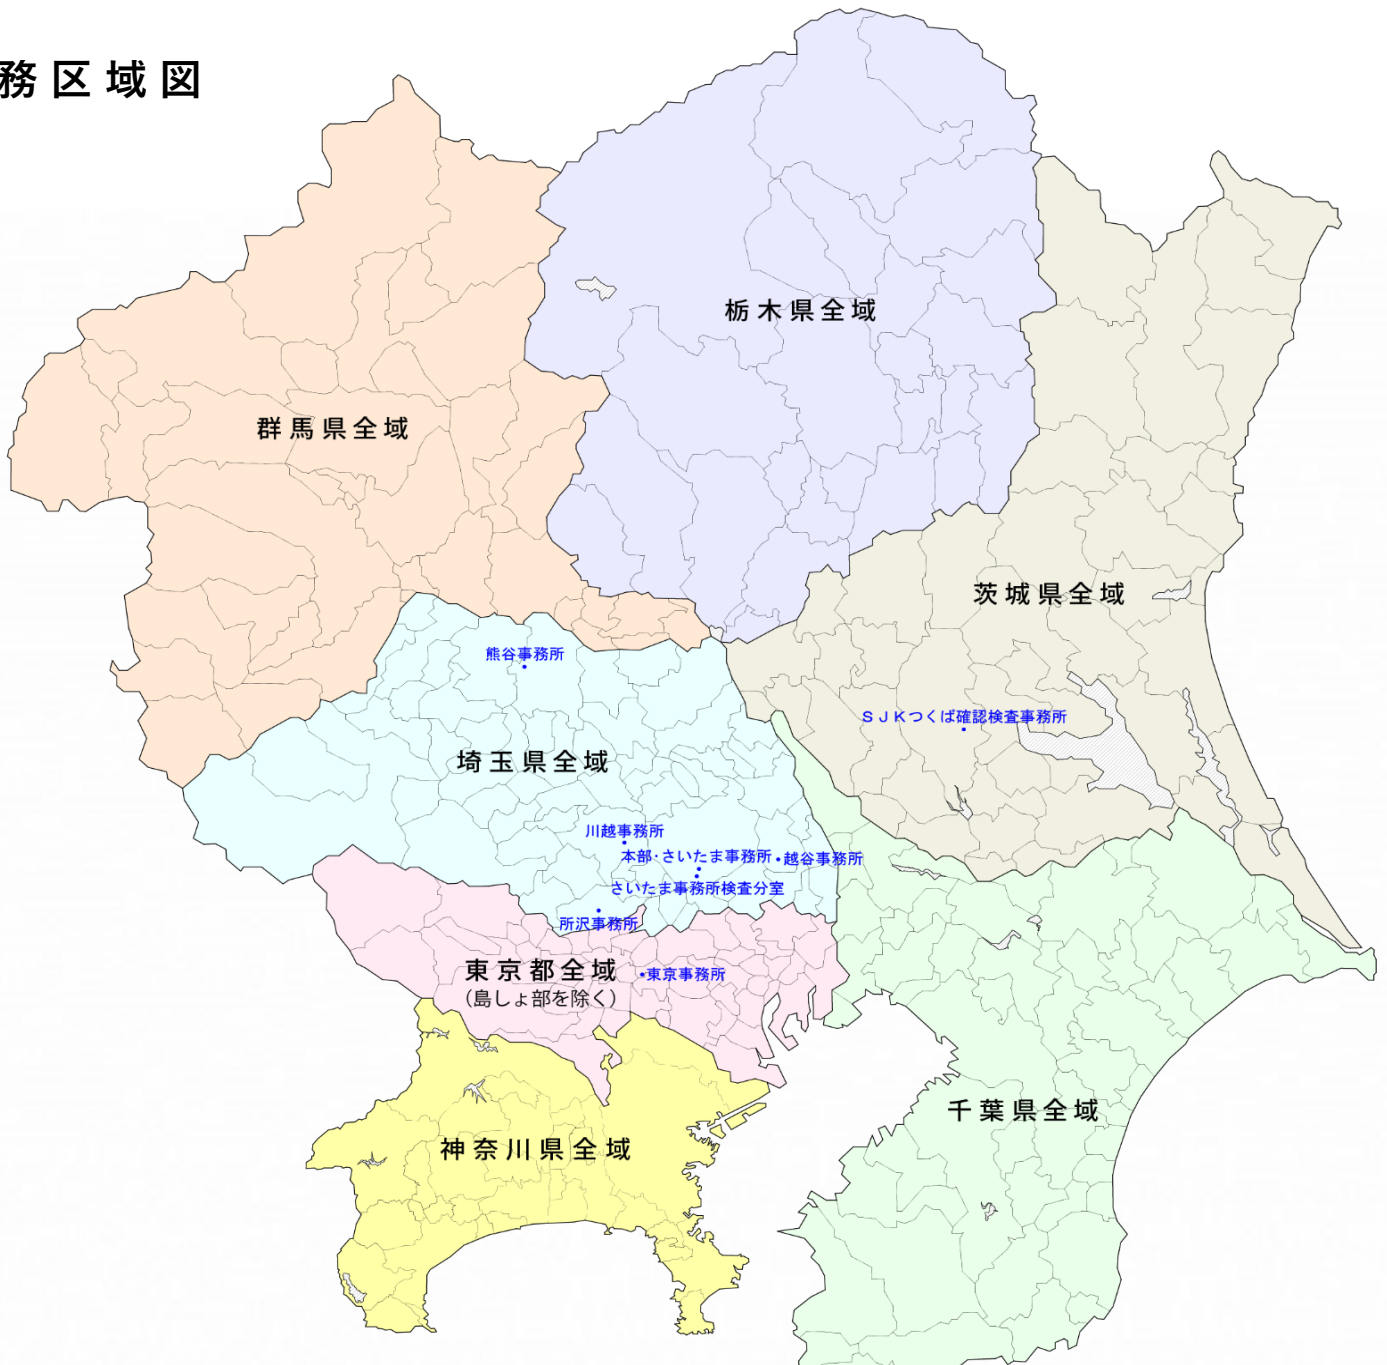 務区域図
栃木県全域
群馬県全域
茨城県全域
熊谷事務所
ＳＪＫつくば確認検査事務所
埼玉県全域
川越事務所
本部・さいたま事務所
越谷事務所
さいたま事務所検査分室
所沢事務所
東京都全域
（島しょ部を除く）
東京事務所
千葉県全域
神奈川県全域